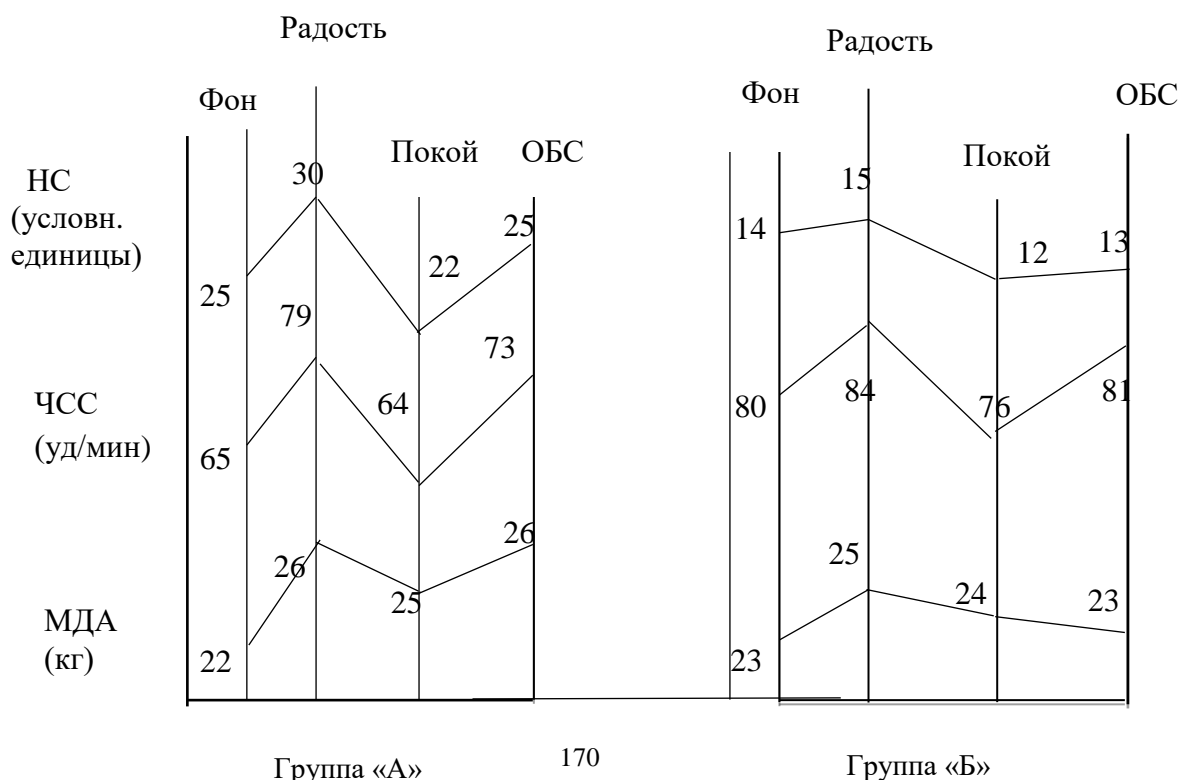 Радость
Радость
Фон
Фон
ОБС
Покой
ОБС
Покой
НС
(условн.
единицы)
30
25
22
25
15
14
12
13
79
73
ЧСС
(уд/мин)
64
65
80
84
76
81
26
26
25
МДА
(кг)
22
25
24
23
23
Группа «А»
170
Группа «Б»